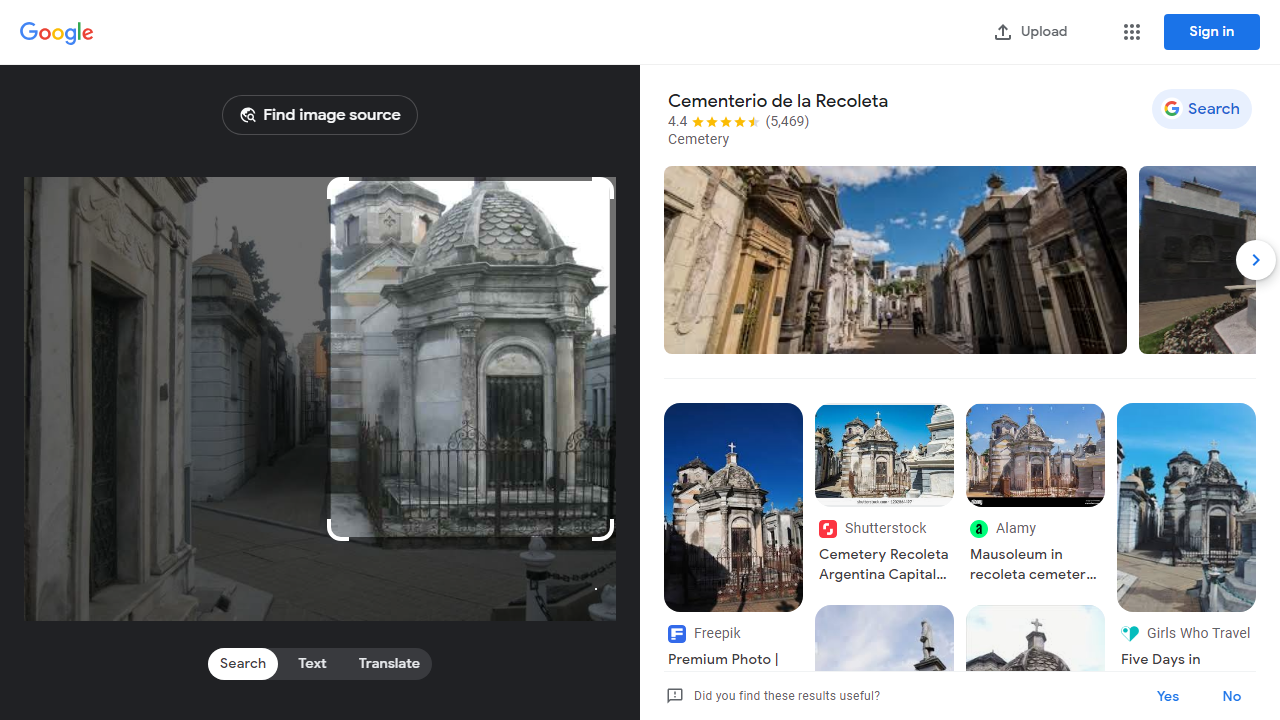 Google
Upload
Sign in
Find image source
Search
Text
Translate
Cementerio de la Recoleta
4.4 (5,469)
Cemetery
Search
Shutterstock
Cemetery Recoleta
Argentina Capital...
a Alamy
Mausoleum in
recoleta cemeter...
Freepik
Premium Photo |
Girls Who Travel
Five Days in
Did you find these results useful?
Yes
No